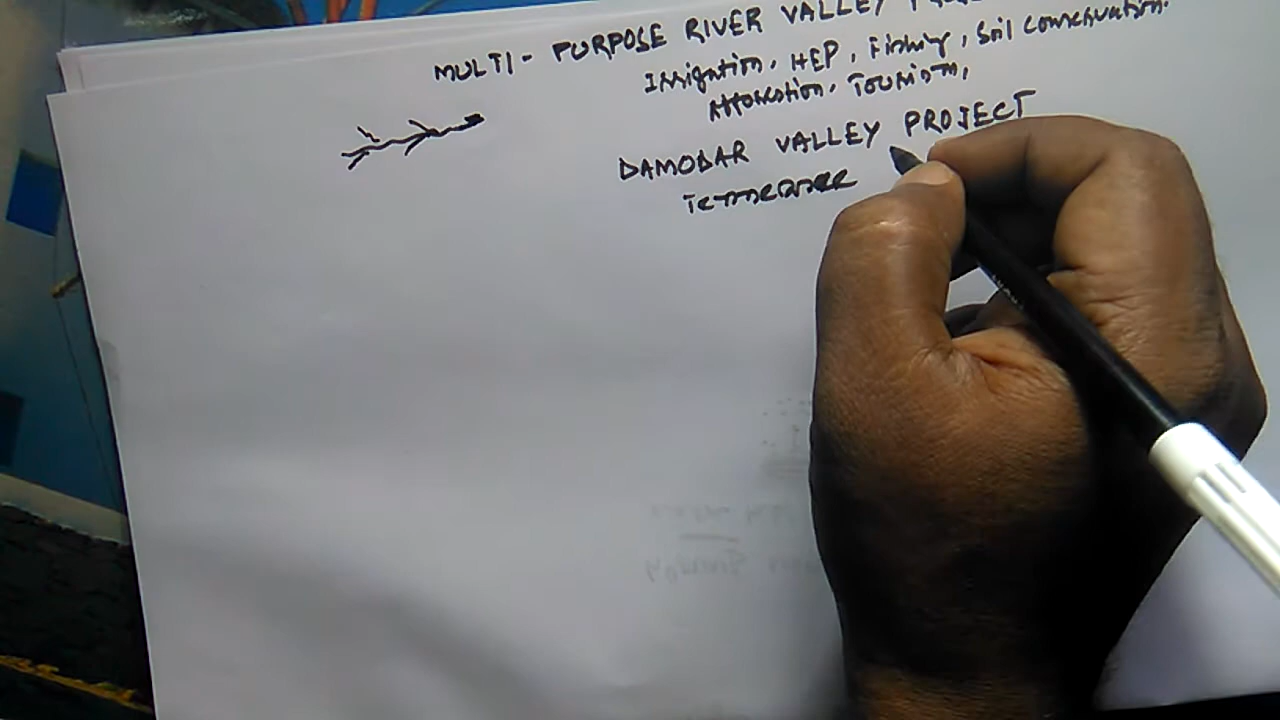 MULTI- PURPOSE RIVER VALLEY
Irrigation, HEP, Fishing, Soil conservation.
Afforestation, Tourism,
DAMODAR VALLEY PROJECT